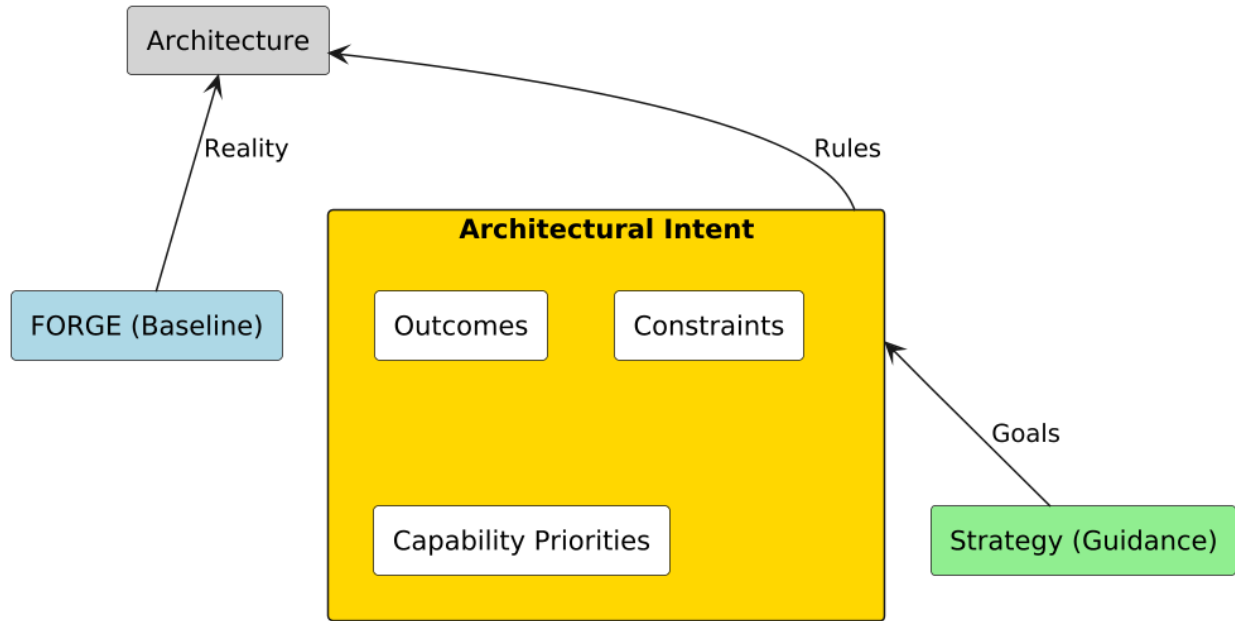 Architecture
Reality
Rules
Architectural Intent
FORGE (Baseline)
Outcomes
Constraints
Goals
Capability Priorities
Strategy (Guidance)